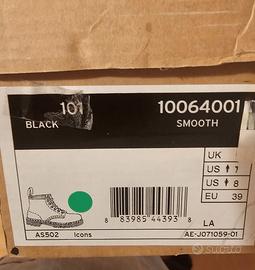 101 10064001
BLACK SMOOTH
UK
US 7
US 8
EU 39
8 83985 44393 8
LA
AS502 Icons AE-J071059-01
subito